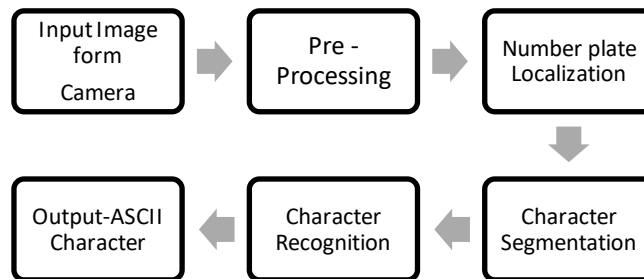 Input Image
form
Camera
Pre -
Processing
Number plate
Localization
Character
Segmentation
Character
Recognition
Output-ASCII
Character